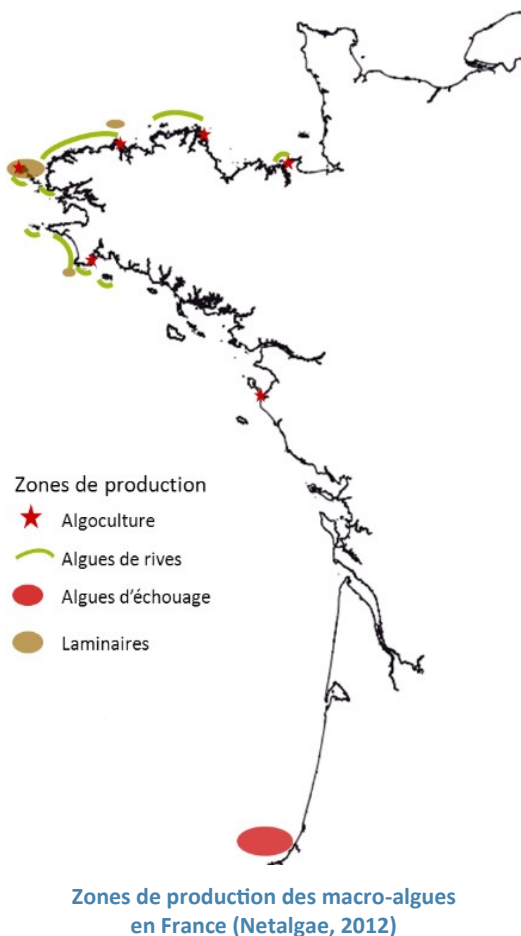 Zones de production
Algoculture
Algues de rives
Algues d'échouage
Laminaires
Zones de production des macro-algues
en France (Netalgae, 2012)